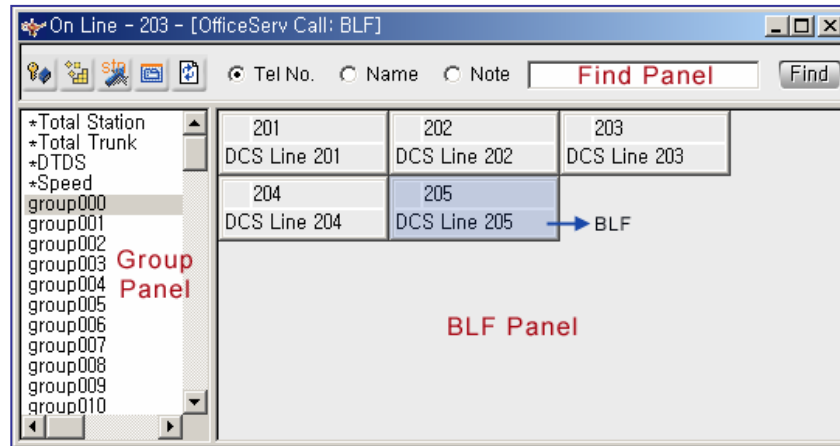 On Line - 203 - [OfficeServ Call: BLF]
Tel No. Name Note Find Panel Find
*Total Station
*Total Trunk
*DTDS
*Speed
group000
group001
group002
group003
group004
group005
group006
group007
group008
group009
group010
Group
Panel
201
DCS Line 201
202
DCS Line 202
203
DCS Line 203
204
DCS Line 204
205
DCS Line 205
BLF
BLF Panel